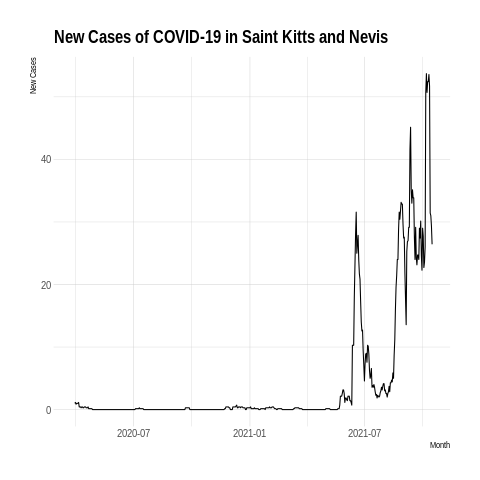 New Cases of COVID-19 in Saint Kitts and Nevis
New Cases
40
20
0
2020-07 2021-01 2021-07
Month